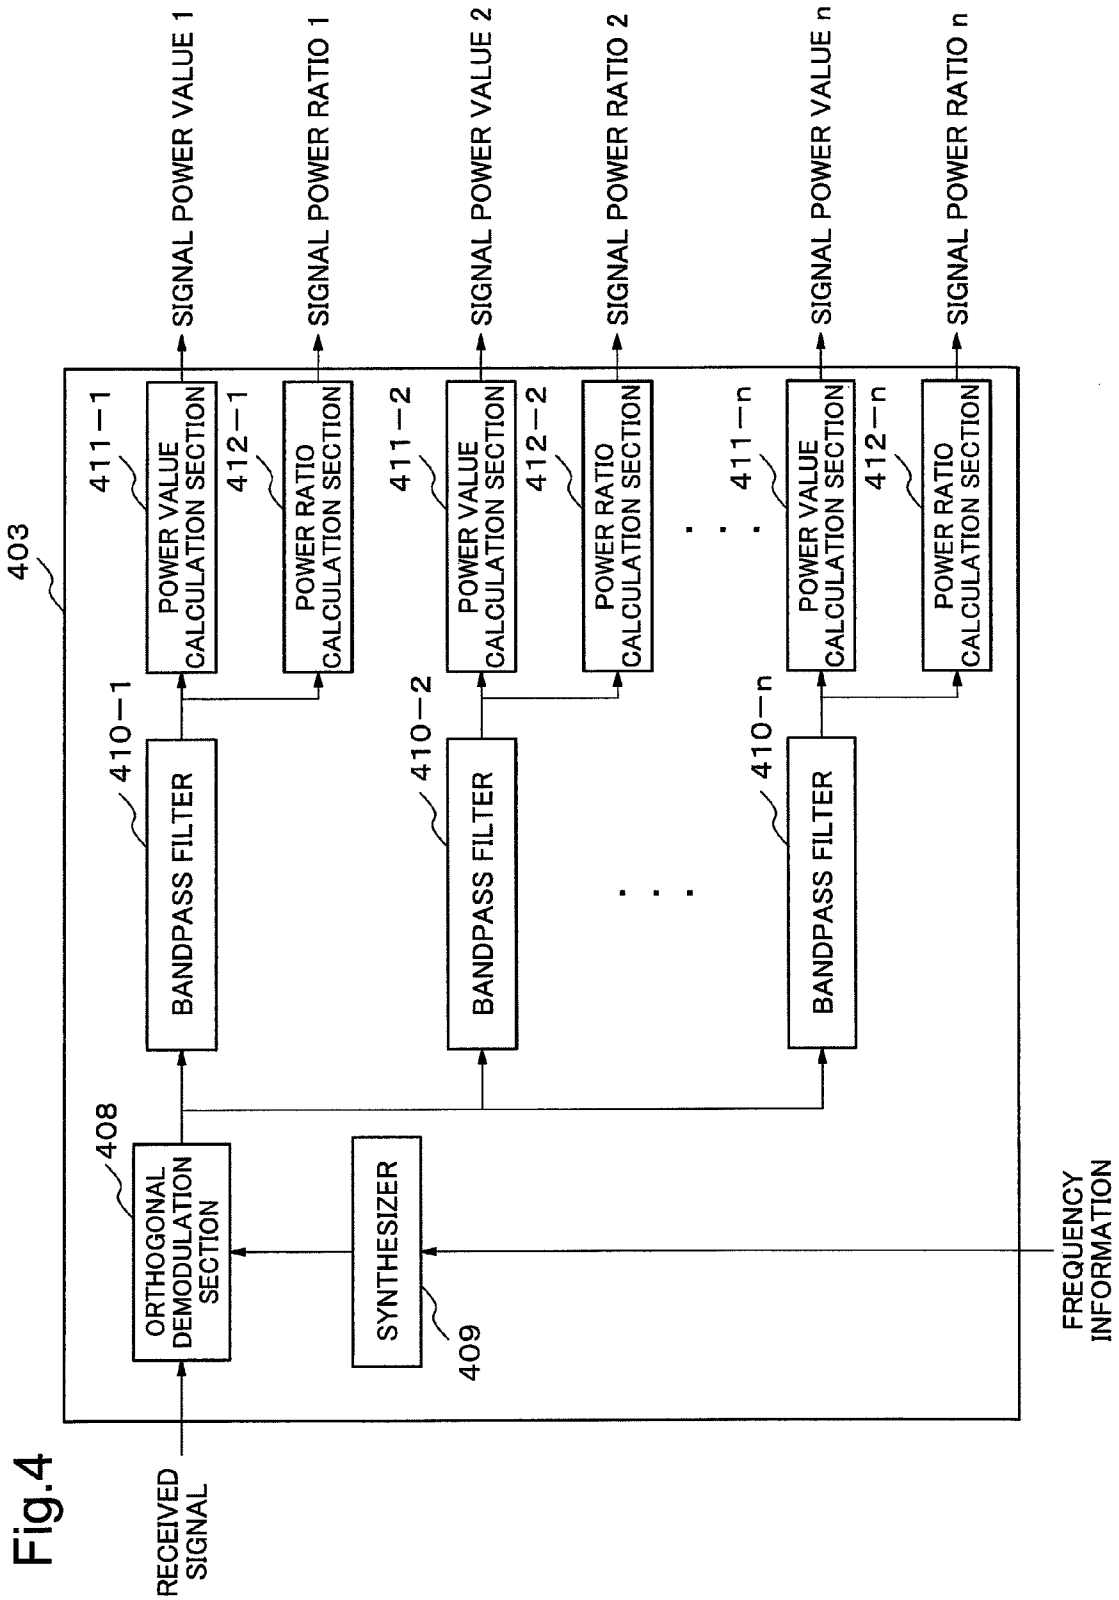 Fig.4
403
RECEIVED
SIGNAL
408
ORTHOGONAL
DEMODULATION
SECTION
409
SYNTHESIZER
FREQUENCY
INFORMATION
410-1
BANDPASS FILTER
411-1
POWER VALUE
CALCULATION SECTION
SIGNAL POWER VALUE 1
412-1
POWER RATIO
CALCULATION SECTION
SIGNAL POWER RATIO 1
410-2
BANDPASS FILTER
411-2
POWER VALUE
CALCULATION SECTION
SIGNAL POWER VALUE 2
412-2
POWER RATIO
CALCULATION SECTION
SIGNAL POWER RATIO 2
. . .
. . .
410-n
BANDPASS FILTER
411-n
POWER VALUE
CALCULATION SECTION
SIGNAL POWER VALUE n
412-n
POWER RATIO
CALCULATION SECTION
SIGNAL POWER RATIO n